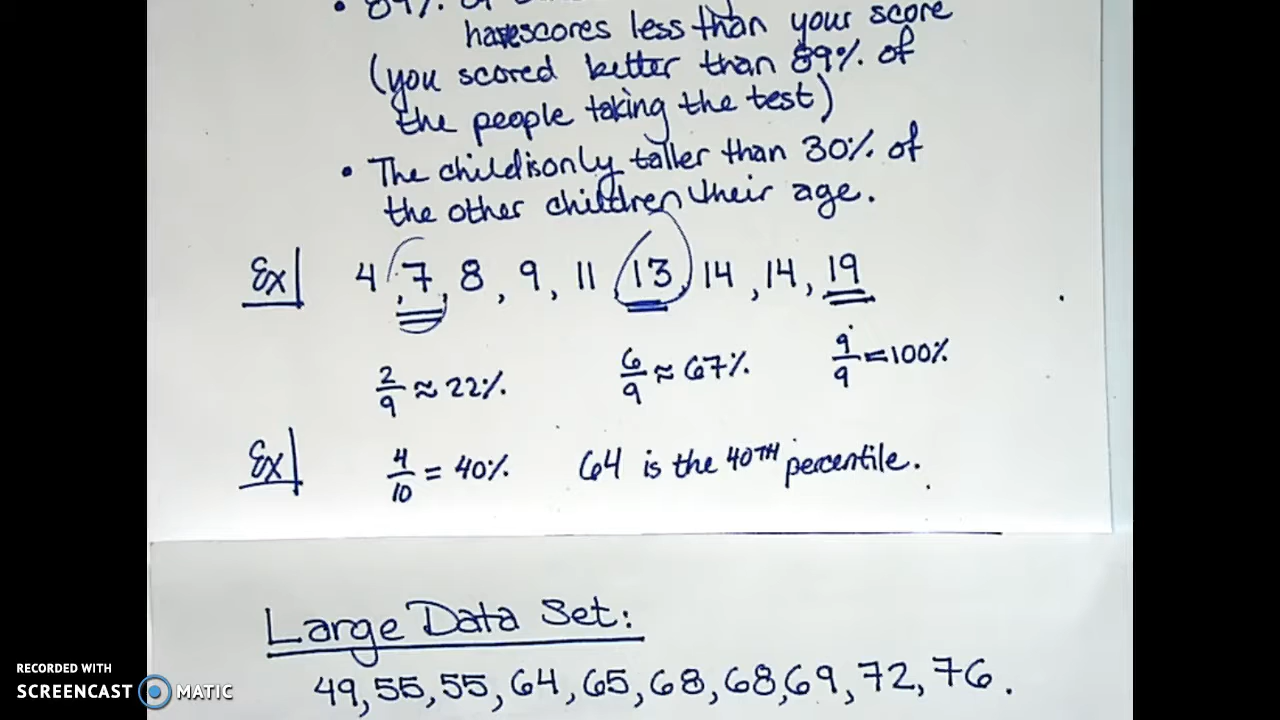 • 89% of
have scores less than your score
(you scored better than 89% of
the people taking the test)
• The child is only taller than 30% of
the other children their age.
Ex| 4, 7, 8, 9, 11, 13, 14, 14, 19
2/9 ≈ 22% 6/9 ≈ 67% 9/9 = 100%
Ex| 4/10 = 40% 64 is the 40TH percentile.
Large Data Set:
49, 55, 55, 64, 65, 68, 68, 69, 72, 76.
RECORDED WITH
SCREENCAST MATIC